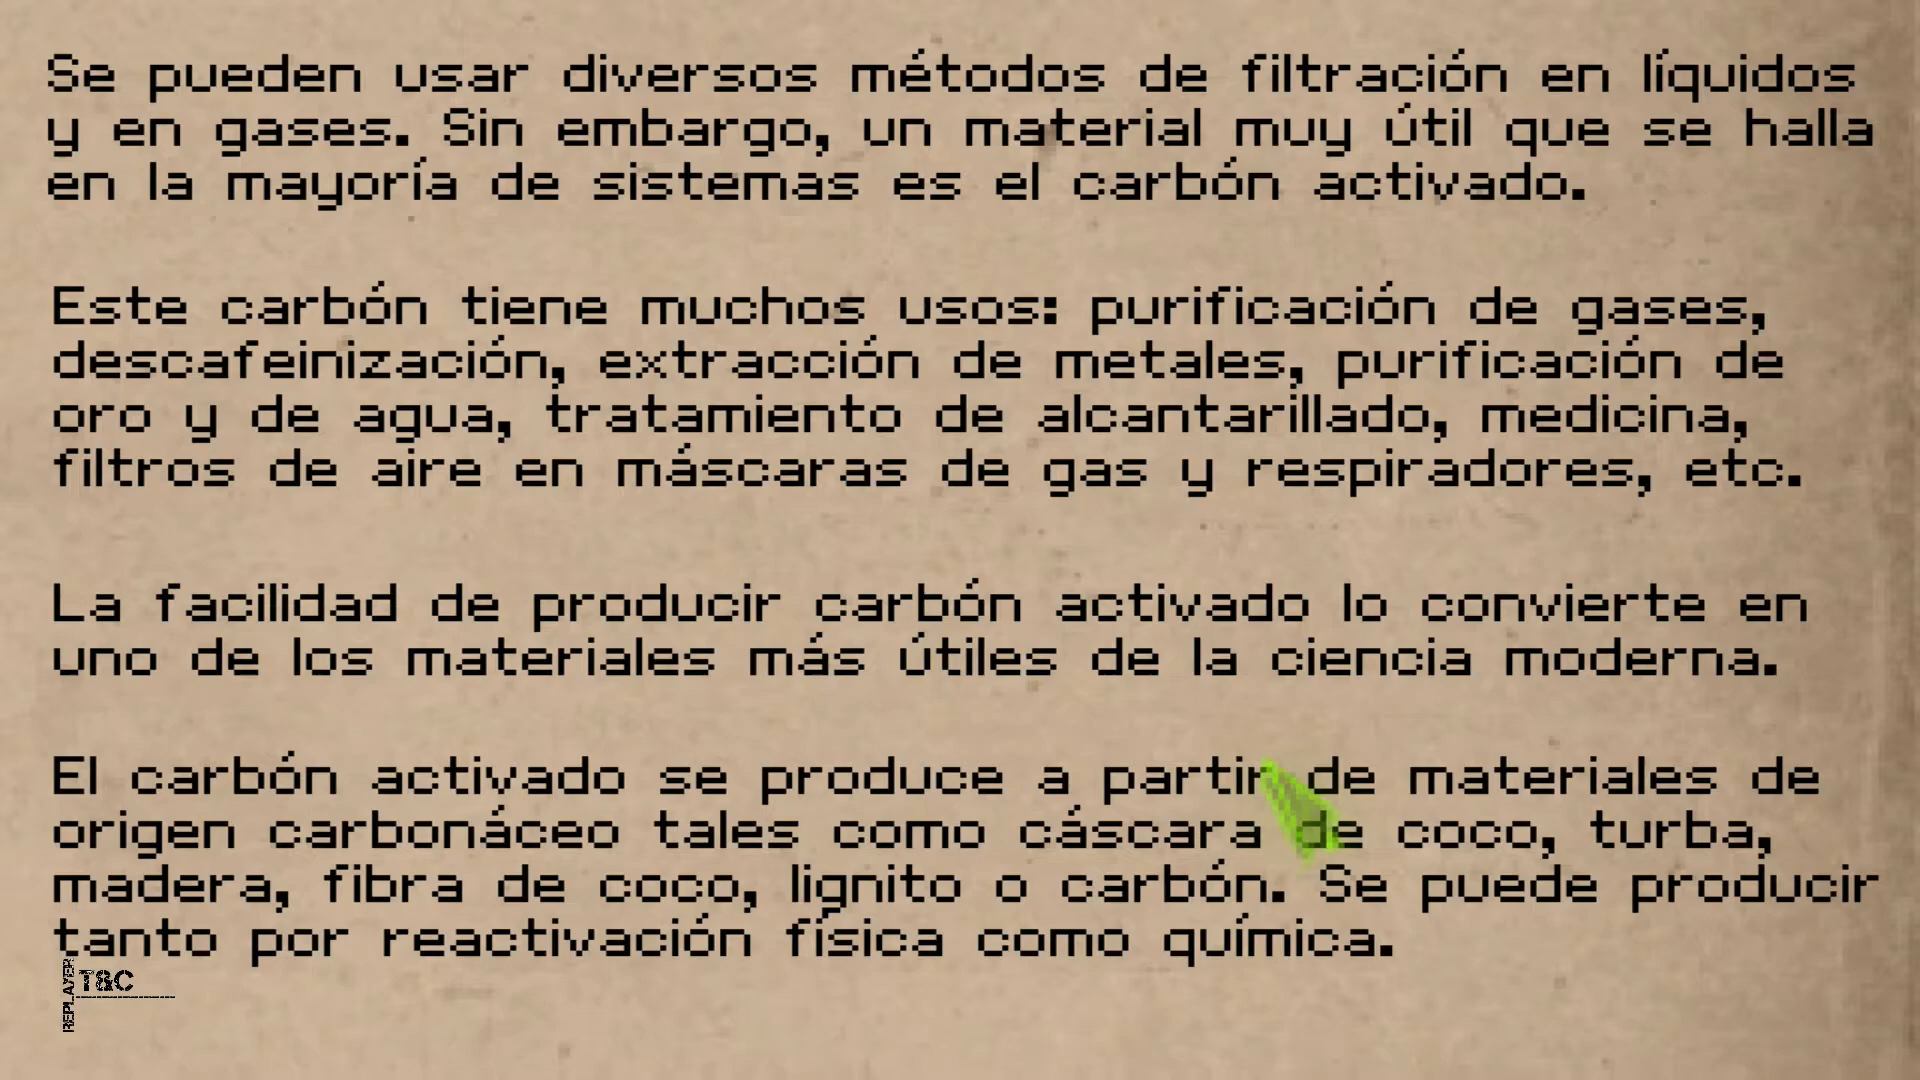 Se pueden usar diversos métodos de filtración en líquidos
y en gases. Sin embargo, un material muy útil que se halla
en la mayoría de sistemas es el carbón activado.
Este carbón tiene muchos usos: purificación de gases,
descafeinización, extracción de metales, purificación de
oro y de agua, tratamiento de alcantarillado, medicina,
filtros de aire en máscaras de gas y respiradores, etc.
La facilidad de producir carbón activado lo convierte en
uno de los materiales más útiles de la ciencia moderna.
El carbón activado se produce a partir de materiales de
origen carbonáceo tales como cáscara de coco, turba,
madera, fibra de coco, lignito o carbón. Se puede producir
tanto por reactivación física como química.
REPLAYER
T&C